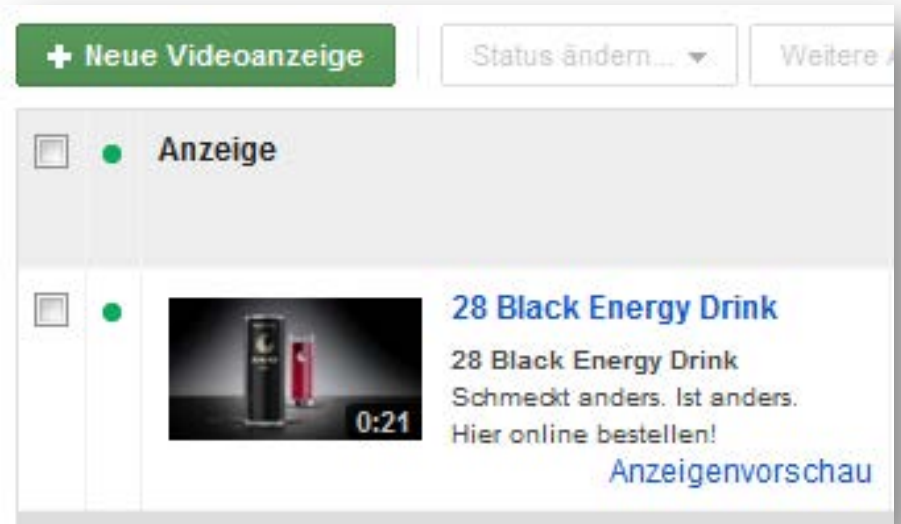 + Neue Videoanzeige
Status ändern...
Weitere
Anzeige
28 Black Energy Drink
28 Black Energy Drink
Schmeckt anders. Ist anders.
Hier online bestellen!
0:21
Anzeigenvorschau